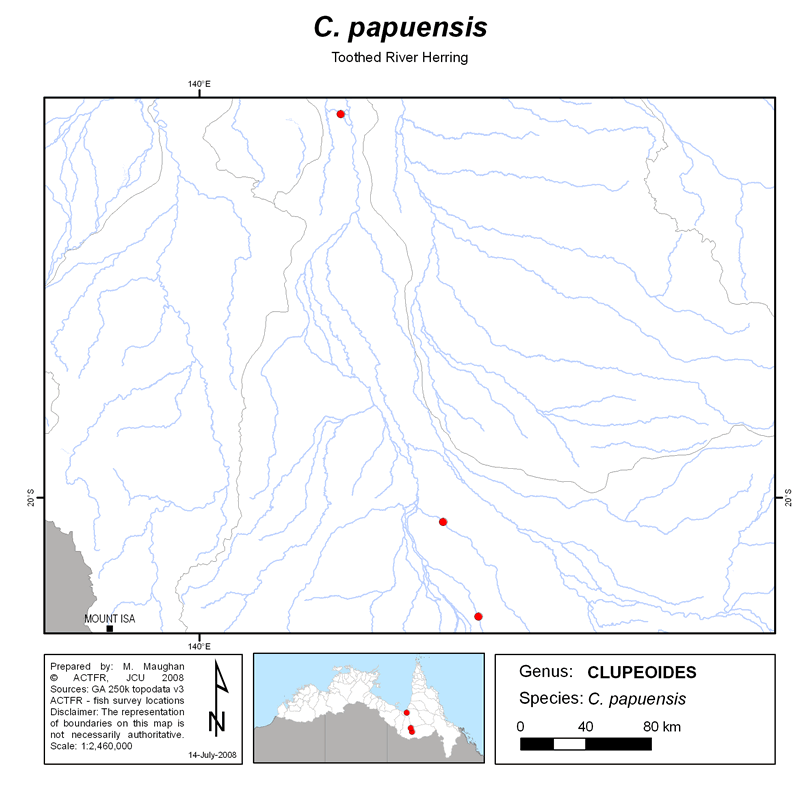 C. papuensis
Toothed River Herring
140°E
20°S
20°S
MOUNT ISA
140°E
Prepared by: M. Maughan
© ACTFR, JCU 2008
Sources: GA 250k topodata v3
ACTFR - fish survey locations
Disclaimer: The representation
of boundaries on this map is
not necessarily authoritative.
Scale: 1:2,460,000
N
14-July-2008
Genus: CLUPEOIDES
Species: C. papuensis
0 40 80 km